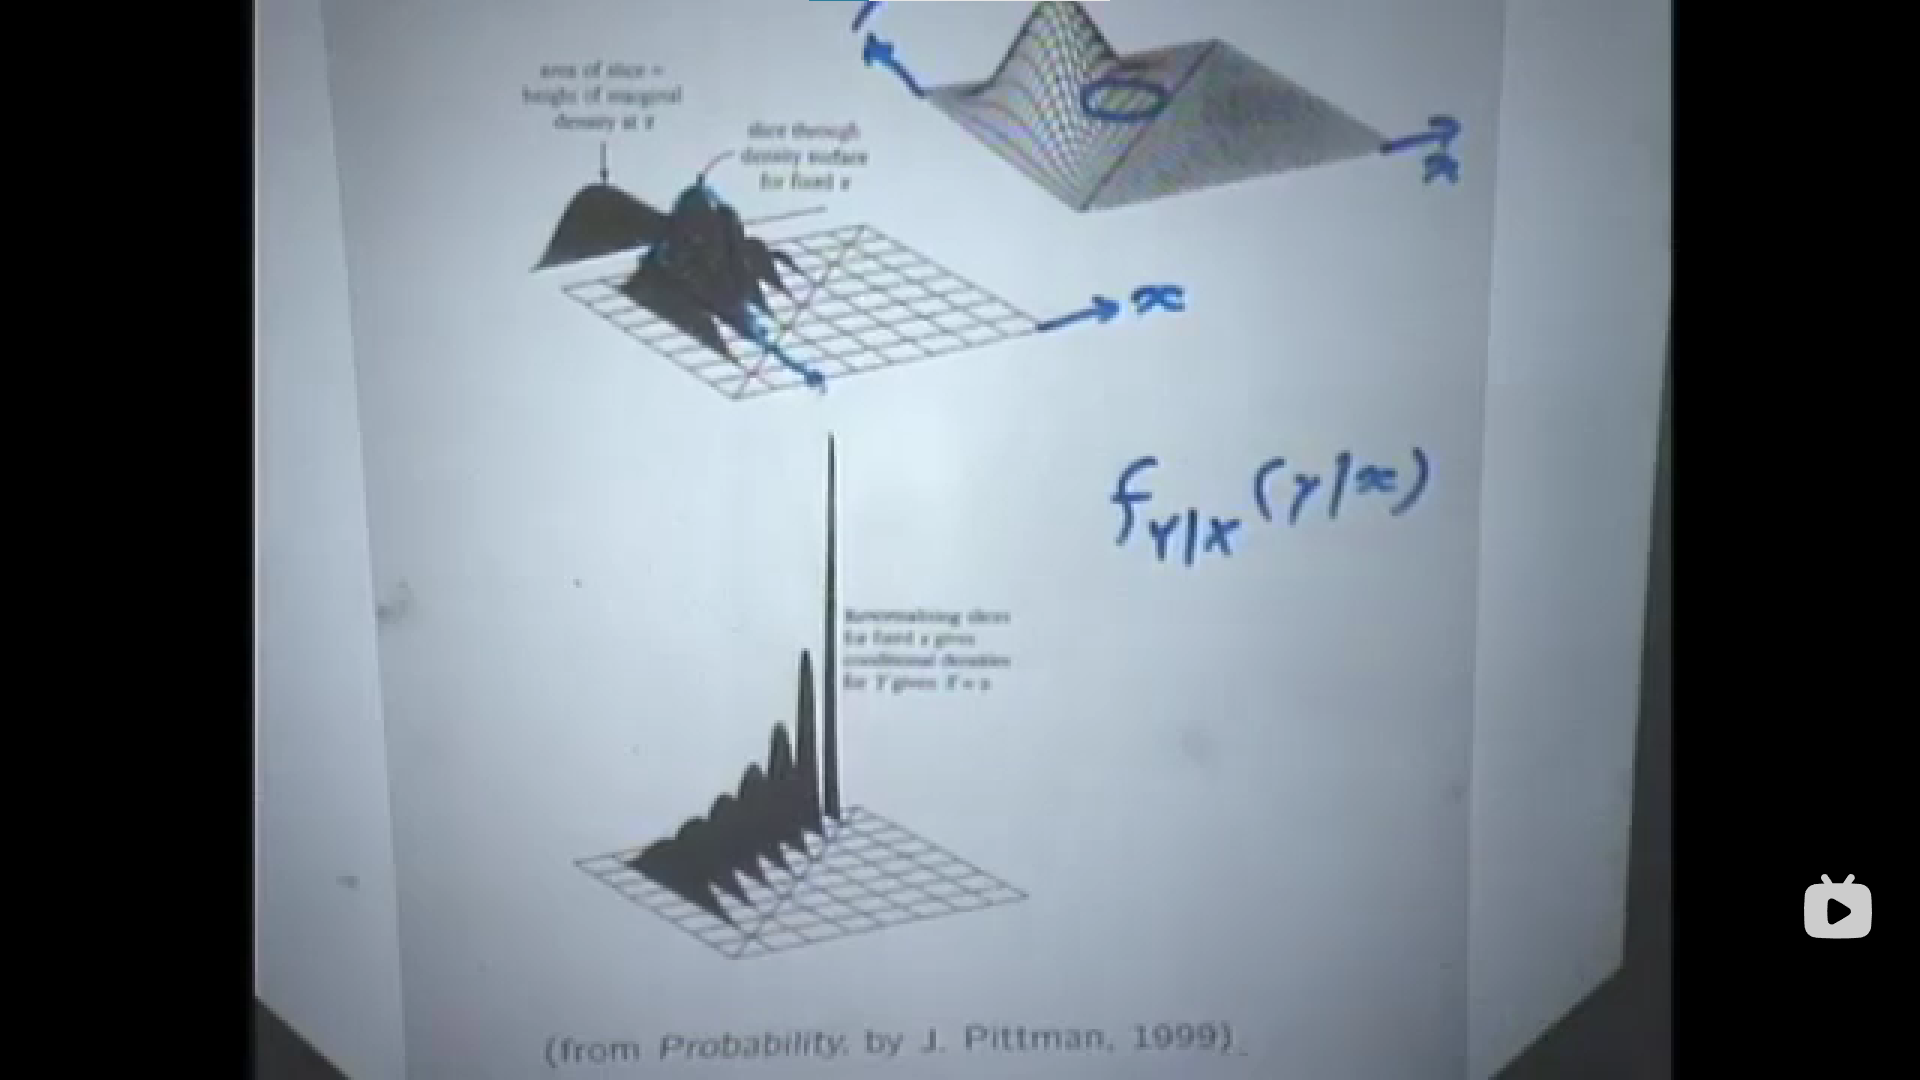 area of slice =
height of marginal
density at x
slice through
density surface
for fixed x
x
x
f Y|X (y|x)
Renormalizing slices
for fixed x gives
conditional densities
for Y given X = x
(from Probability, by J. Pittman, 1999)